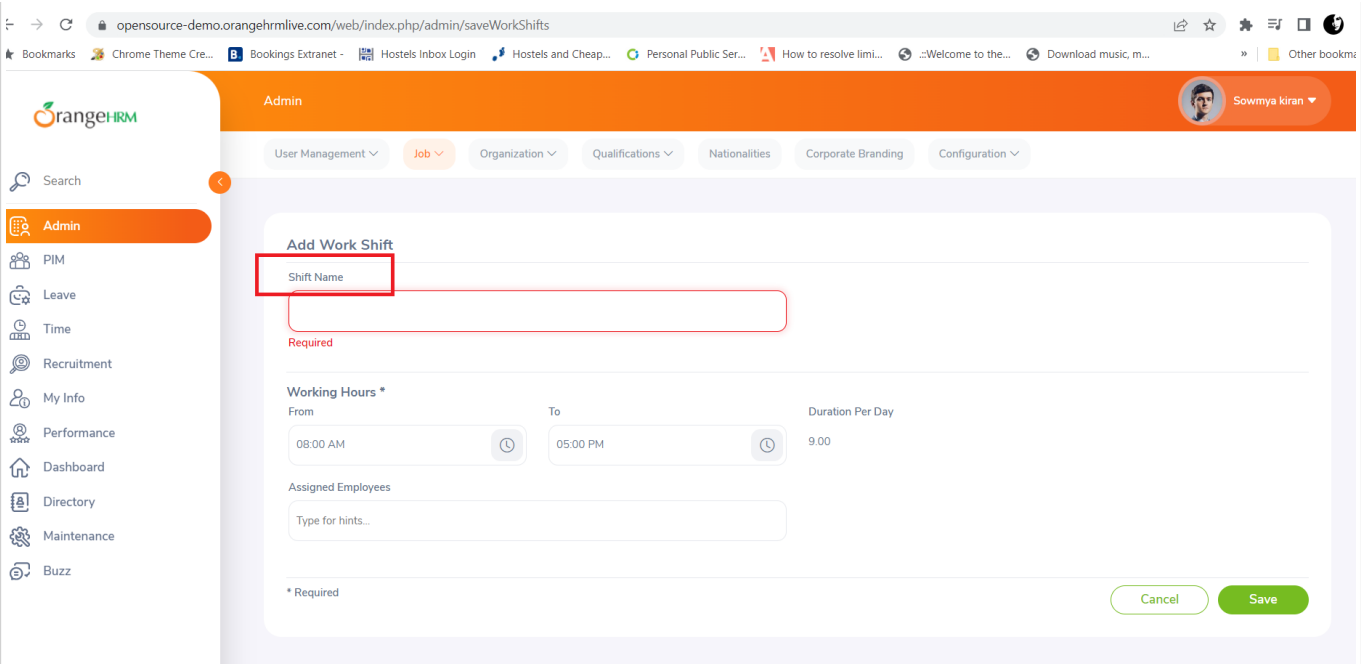 opensource-demo.orangehrmlive.com/web/index.php/admin/saveWorkShifts
Bookmarks Chrome Theme Cre... B. Bookings Extranet - Hostels Inbox Login Hostels and Cheap... Personal Public Ser... How to resolve limi... .::Welcome to the... Download music, m... » Other bookma
OrangeHRM
Admin
Sowmya kiran
User Management Job Organization Qualifications Nationalities Corporate Branding Configuration
Search
Admin
PIM
Leave
Time
Recruitment
My Info
Performance
Dashboard
Directory
Maintenance
Buzz
Add Work Shift
Shift Name
Required
Working Hours *
From To Duration Per Day
08:00 AM 05:00 PM 9.00
Assigned Employees
Type for hints...
* Required
Cancel Save